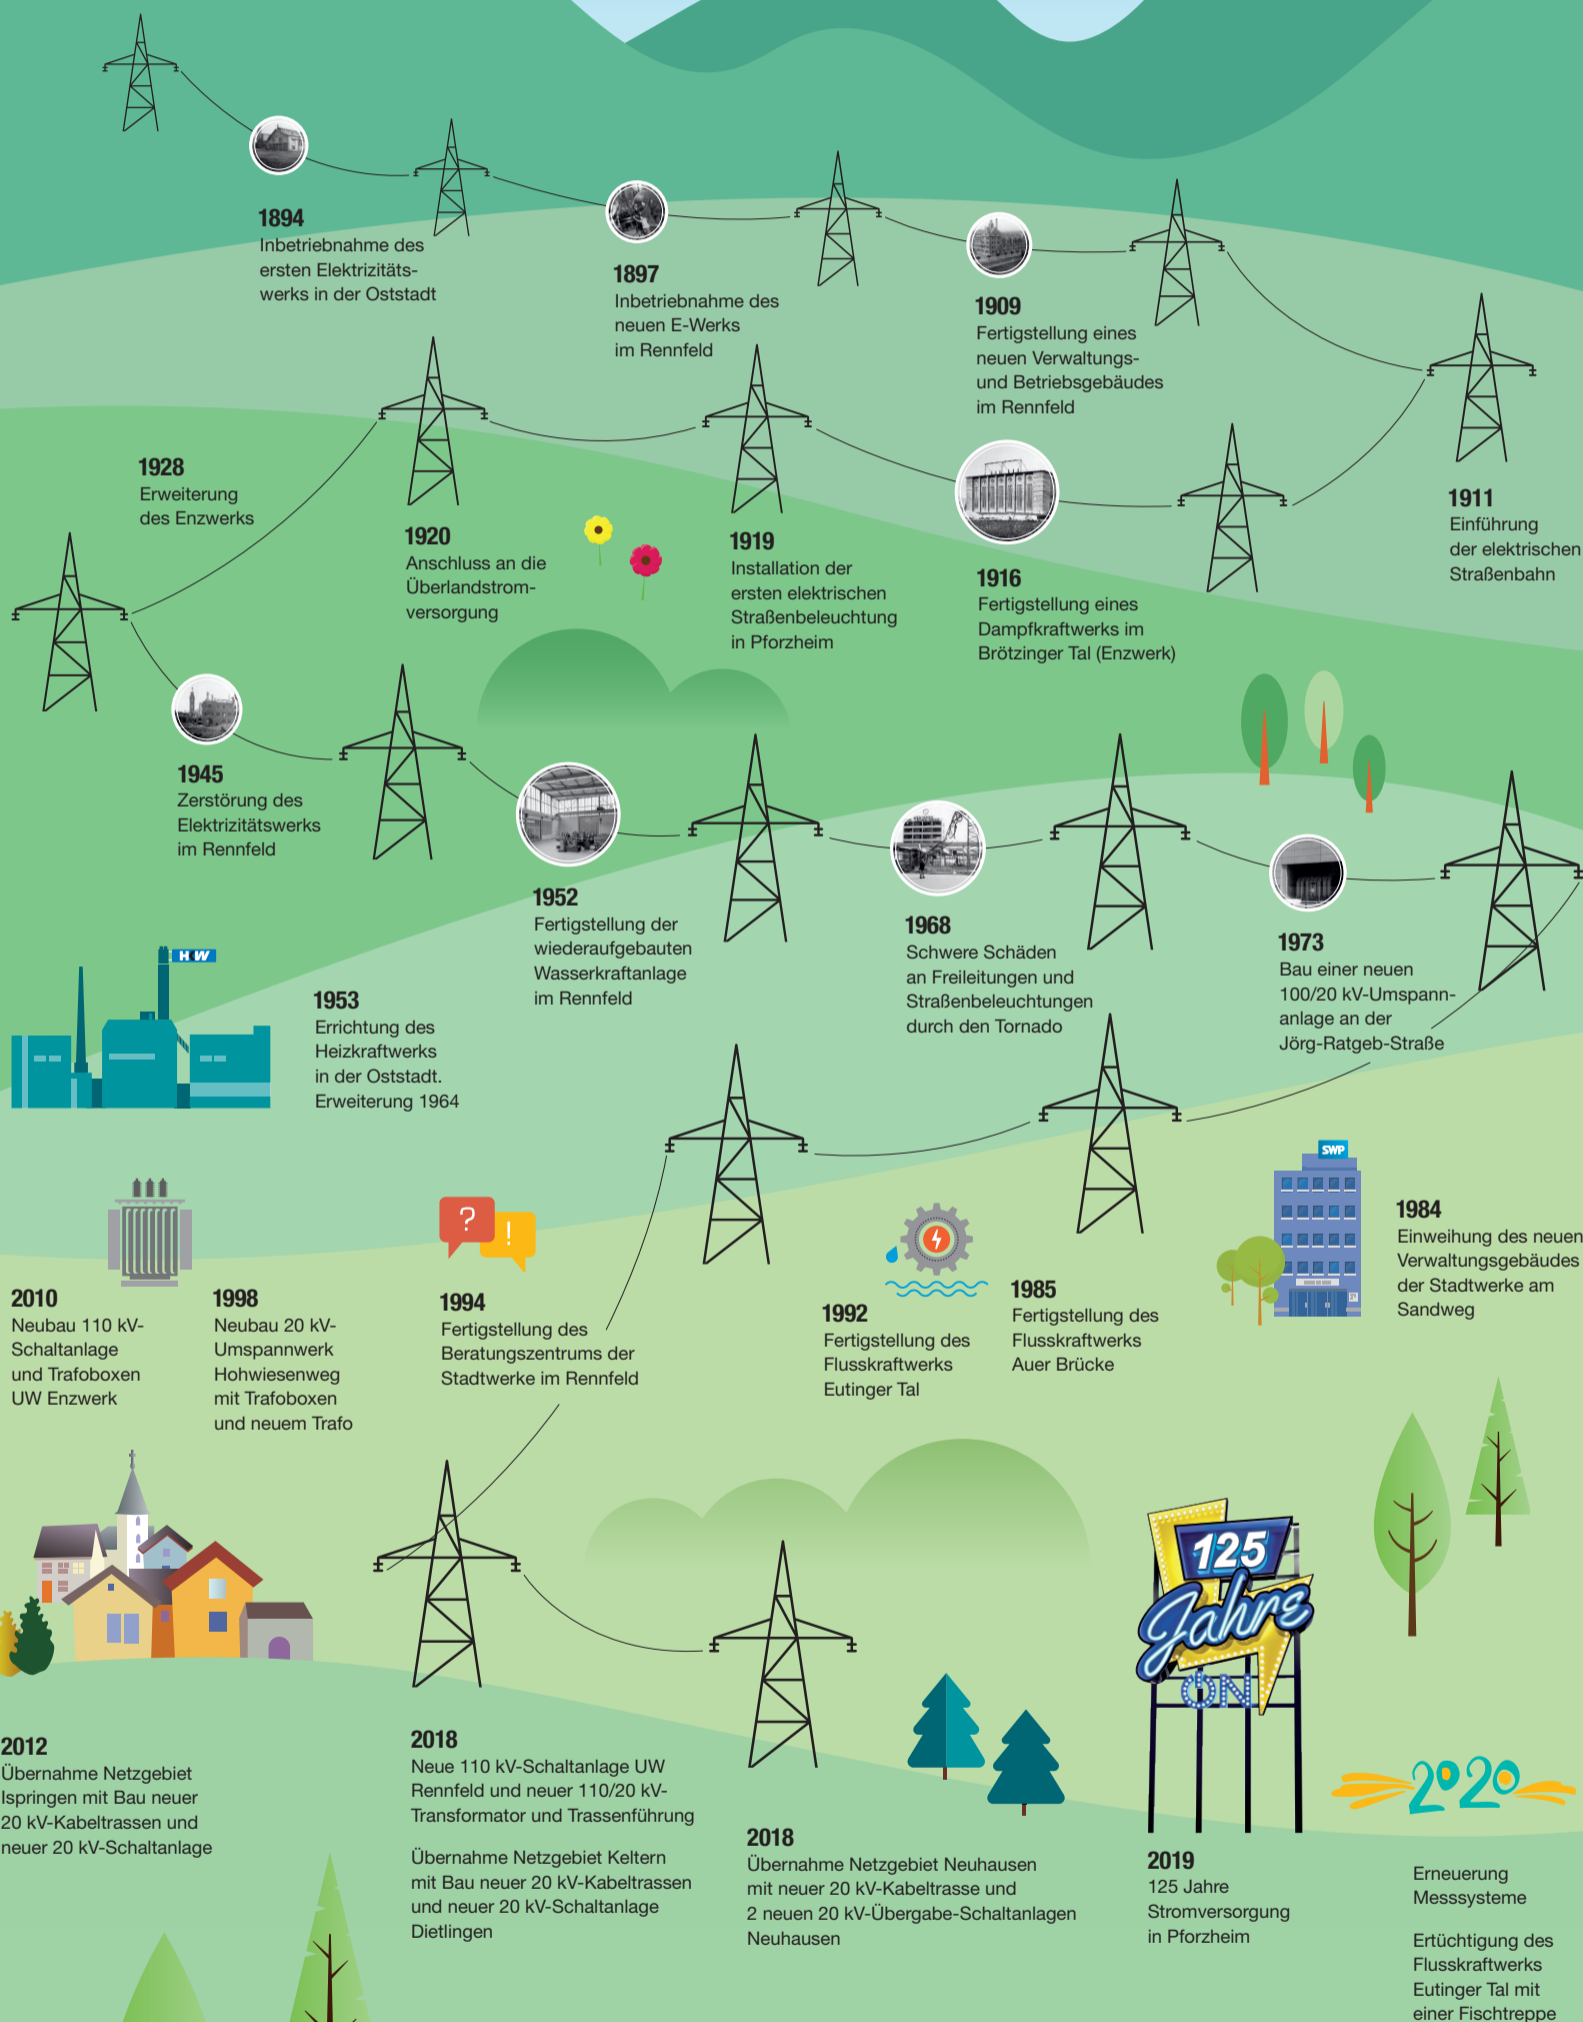 1894
Inbetriebnahme des
ersten Elektrizitäts-
werks in der Oststadt
1897
Inbetriebnahme des
neuen E-Werks
im Rennfeld
1909
Fertigstellung eines
neuen Verwaltungs-
und Betriebsgebäudes
im Rennfeld
1911
Einführung
der elektrischen
Straßenbahn
1916
Fertigstellung eines
Dampfkraftwerks im
Brötzinger Tal (Enzwerk)
1919
Installation der
ersten elektrischen
Straßenbeleuchtung
in Pforzheim
1920
Anschluss an die
Überlandstrom-
versorgung
1928
Erweiterung
des Enzwerks
1945
Zerstörung des
Elektrizitätswerks
im Rennfeld
1952
Fertigstellung der
wiederaufgebauten
Wasserkraftanlage
im Rennfeld
HKW
1953
Errichtung des
Heizkraftwerks
in der Oststadt.
Erweiterung 1964
1968
Schwere Schäden
an Freileitungen und
Straßenbeleuchtungen
durch den Tornado
1973
Bau einer neuen
100/20 kV-Umspann-
anlage an der
Jörg-Ratgeb-Straße
SWP
1984
Einweihung des neuen
Verwaltungsgebäudes
der Stadtwerke am
Sandweg
1985
Fertigstellung des
Flusskraftwerks
Auer Brücke
1992
Fertigstellung des
Flusskraftwerks
Eutinger Tal
? !
1994
Fertigstellung des
Beratungszentrums der
Stadtwerke im Rennfeld
1998
Neubau 20 kV-
Umspannwerk
Hohwiesenweg
mit Trafoboxen
und neuem Trafo
2010
Neubau 110 kV-
Schaltanlage
und Trafoboxen
UW Enzwerk
2012
Übernahme Netzgebiet
Ispringen mit Bau neuer
20 kV-Kabeltrassen und
neuer 20 kV-Schaltanlage
2018
Neue 110 kV-Schaltanlage UW
Rennfeld und neuer 110/20 kV-
Transformator und Trassenführung
Übernahme Netzgebiet Keltern
mit Bau neuer 20 kV-Kabeltrassen
und neuer 20 kV-Schaltanlage
Dietlingen
2018
Übernahme Netzgebiet Neuhausen
mit neuer 20 kV-Kabeltrasse und
2 neuen 20 kV-Übergabe-Schaltanlagen
Neuhausen
125
Jahre
ON
2019
125 Jahre
Stromversorgung
in Pforzheim
2020
Erneuerung
Messsysteme
Ertüchtigung des
Flusskraftwerks
Eutinger Tal mit
einer Fischtreppe